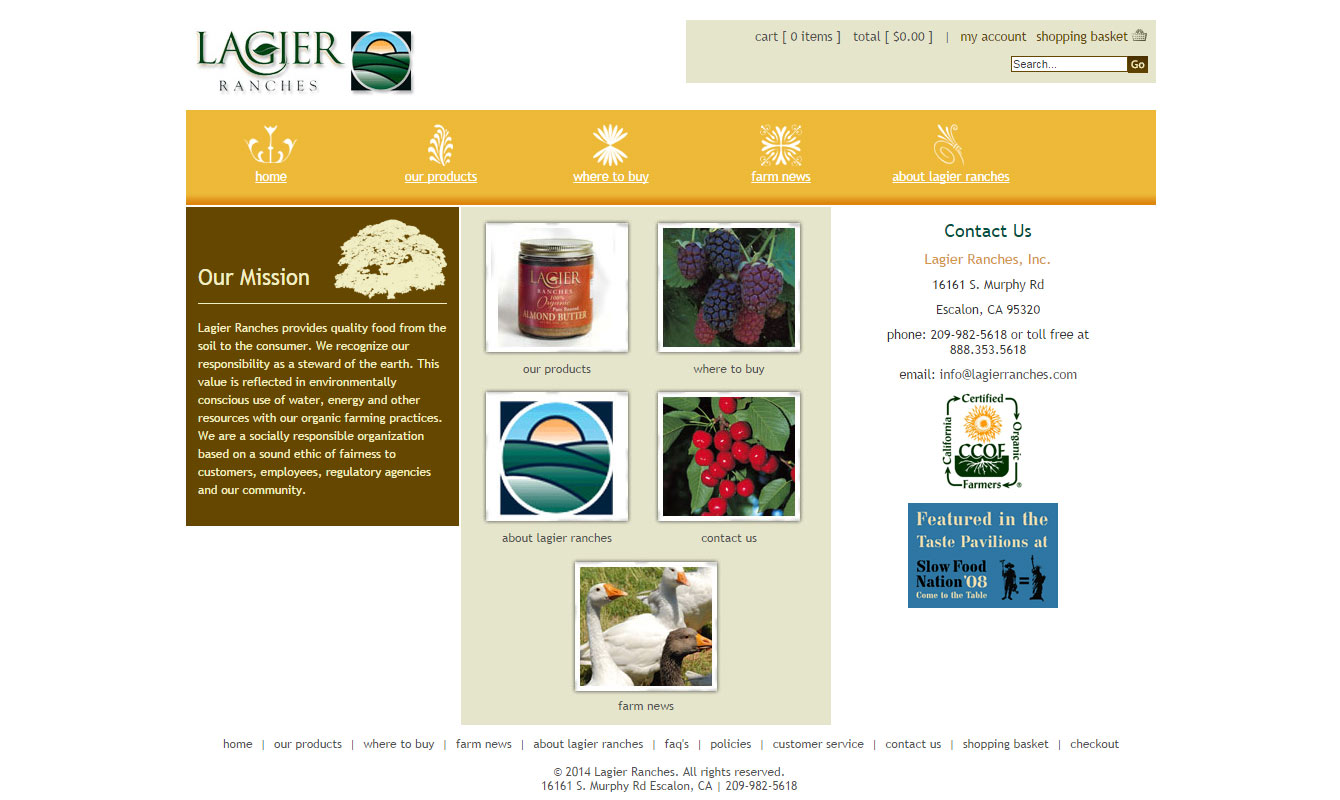 LAGIER
RANCHES
cart [ 0 items ] total [ $0.00 ] | my account shopping basket
Search... Go
home
our products
where to buy
farm news
about lagier ranches
Our Mission
Lagier Ranches provides quality food from the
soil to the consumer. We recognize our
responsibility as a steward of the earth. This
value is reflected in environmentally
conscious use of water, energy and other
resources with our organic farming practices.
We are a socially responsible organization
based on a sound ethic of fairness to
customers, employees, regulatory agencies
and our community.
LAGIER
RANCHES
100%
Organic
ALMOND BUTTER
our products
where to buy
about lagier ranches
contact us
farm news
Contact Us
Lagier Ranches, Inc.
16161 S. Murphy Rd
Escalon, CA 95320
phone: 209-982-5618 or toll free at
888.353.5618
email: info@lagierranches.com
Certified
California
Organic
CCOF
Farmers
®
Featured in the
Taste Pavilions at
Slow Food
Nation '08
Come to the Table
=
home | our products | where to buy | farm news | about lagier ranches | faq's | policies | customer service | contact us | shopping basket | checkout
© 2014 Lagier Ranches. All rights reserved.
16161 S. Murphy Rd Escalon, CA | 209-982-5618